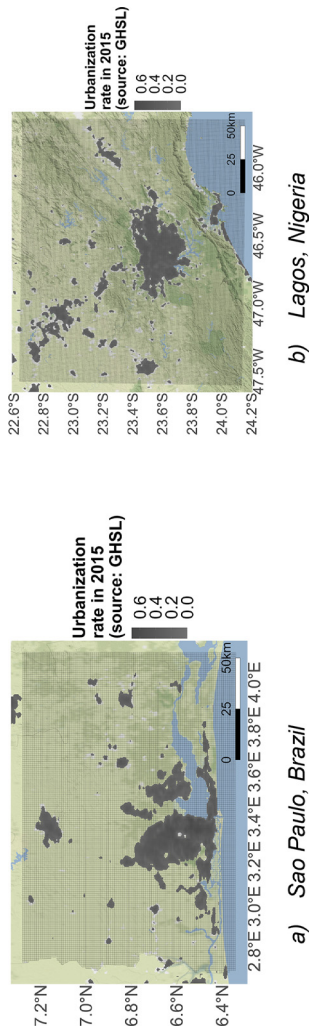 Urbanization
rate in 2015
(source: GHSL)
0.6
0.4
0.2
0.0
7.2°N
7.0°N
6.8°N
6.6°N
6.4°N
0 25 50km
2.8°E 3.0°E 3.2°E 3.4°E 3.6°E 3.8°E 4.0°E
a) Sao Paulo, Brazil
Urbanization
rate in 2015
(source: GHSL)
0.6
0.4
0.2
0.0
22.6°S
22.8°S
23.0°S
23.2°S
23.4°S
23.6°S
23.8°S
24.0°S
24.2°S
0 25 50km
47.5°W 47.0°W 46.5°W 46.0°W
b) Lagos, Nigeria